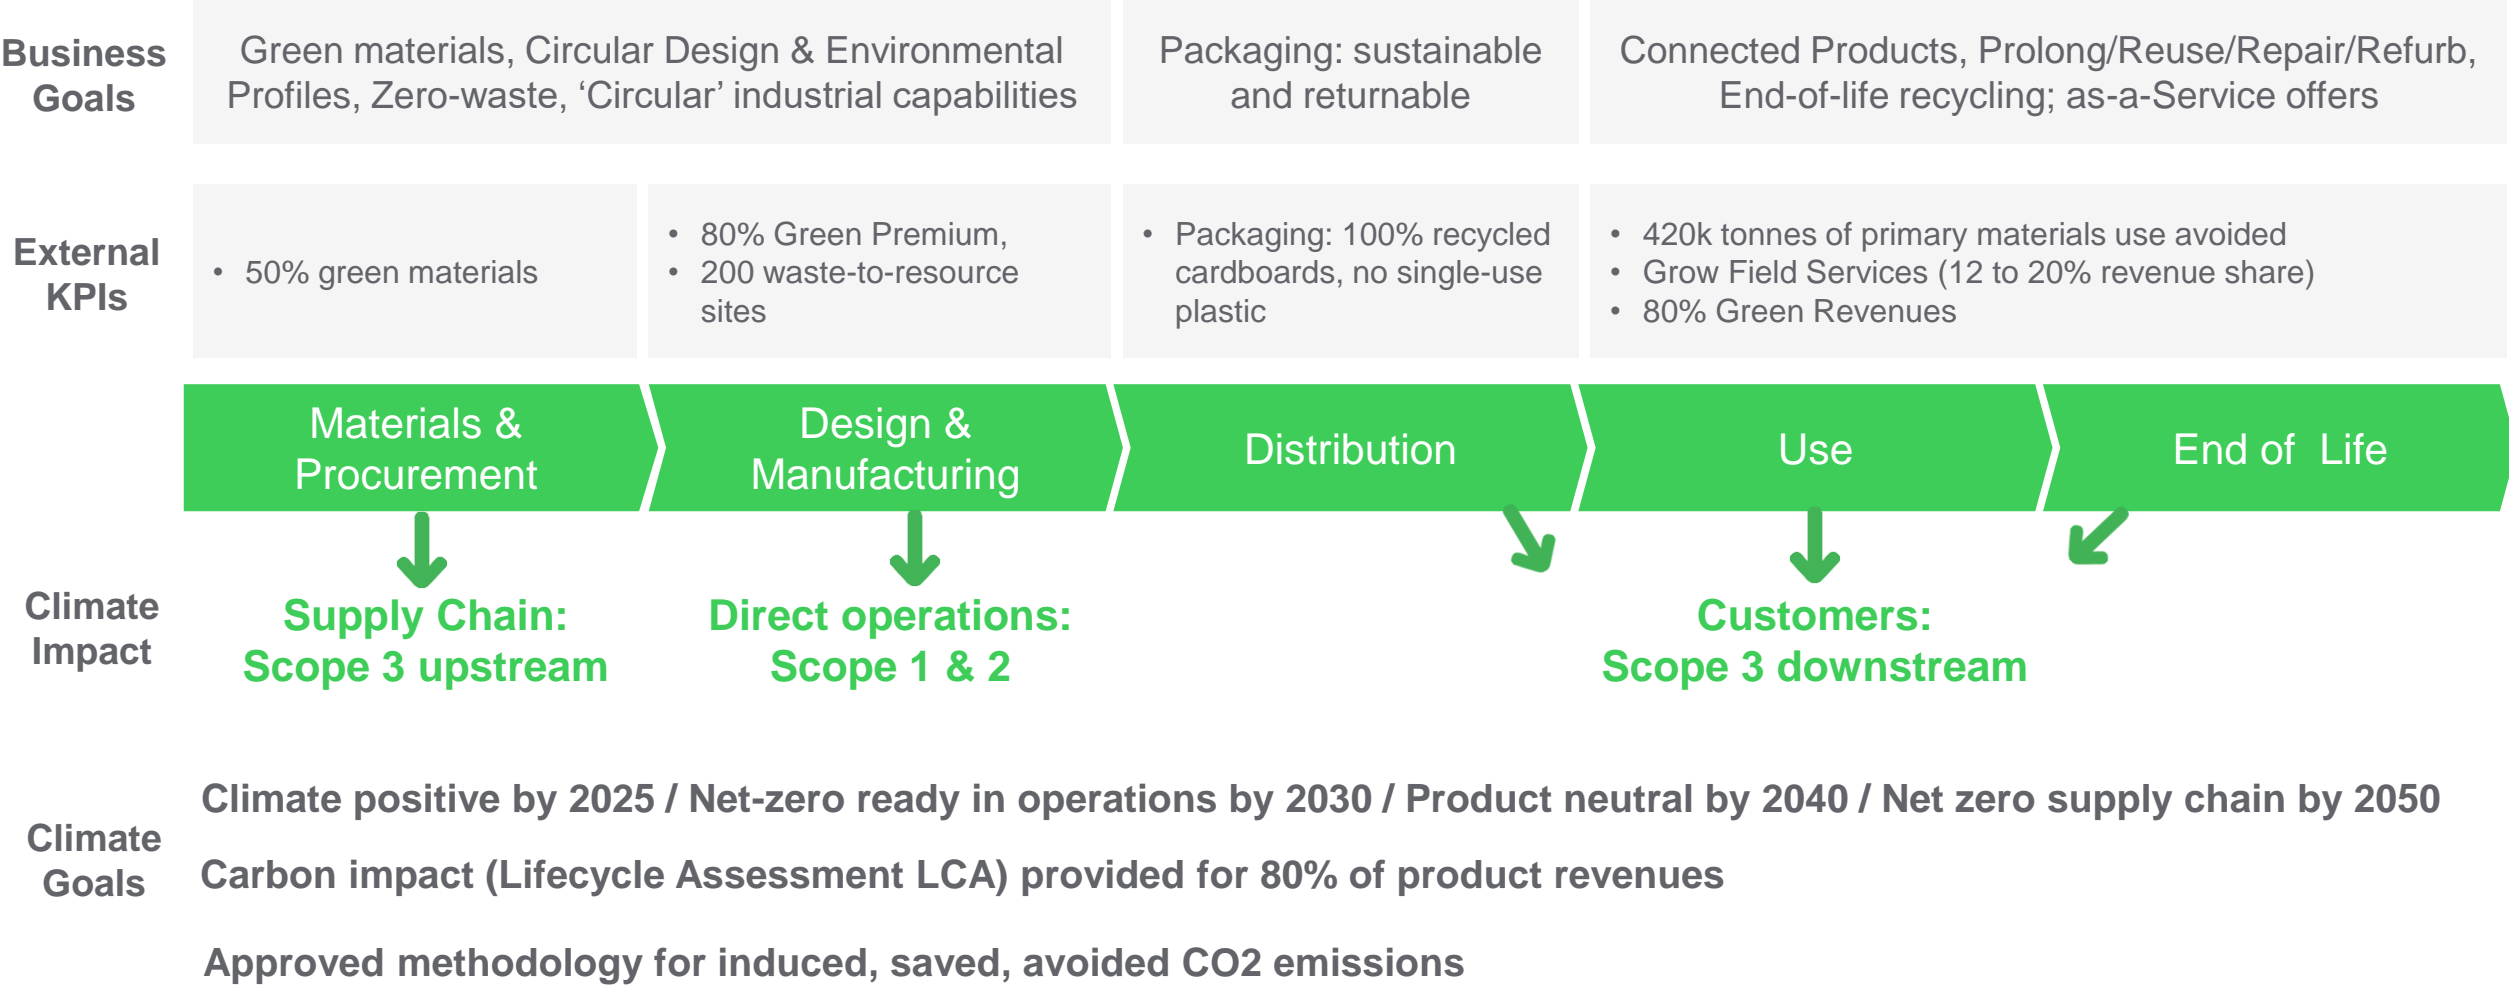 Business
Goals
Green materials, Circular Design & Environmental
Profiles, Zero-waste, ‘Circular’ industrial capabilities
Packaging: sustainable
and returnable
Connected Products, Prolong/Reuse/Repair/Refurb,
End-of-life recycling; as-a-Service offers
External
KPIs
• 50% green materials
• 80% Green Premium,
• 200 waste-to-resource
sites
• Packaging: 100% recycled
cardboards, no single-use
plastic
• 420k tonnes of primary materials use avoided
• Grow Field Services (12 to 20% revenue share)
• 80% Green Revenues
Materials &
Procurement
Design &
Manufacturing
Distribution
Use
End of Life
Climate
Impact
Supply Chain:
Scope 3 upstream
Direct operations:
Scope 1 & 2
Customers:
Scope 3 downstream
Climate
Goals
Climate positive by 2025 / Net-zero ready in operations by 2030 / Product neutral by 2040 / Net zero supply chain by 2050
Carbon impact (Lifecycle Assessment LCA) provided for 80% of product revenues
Approved methodology for induced, saved, avoided CO2 emissions